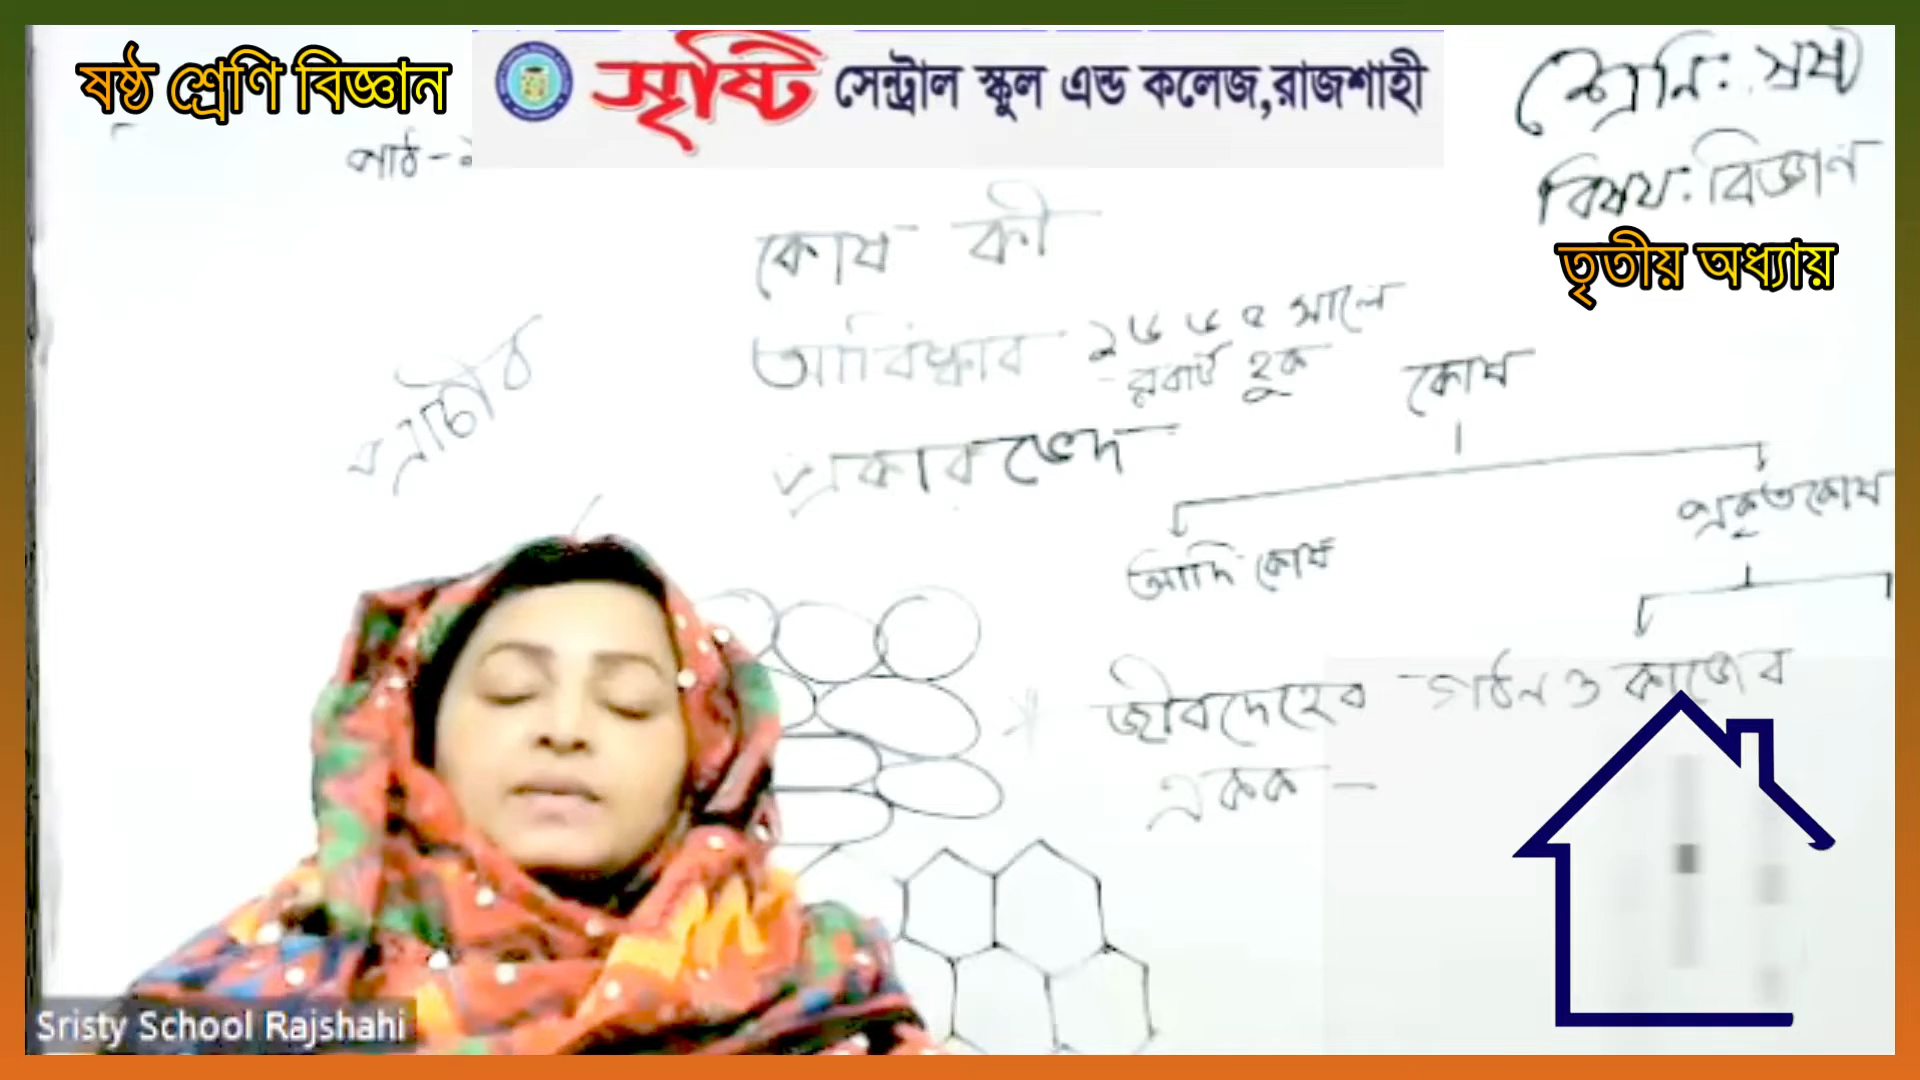 ষষ্ঠ শ্রেণি বিজ্ঞান
সৃষ্টি সেন্ট্রাল স্কুল এন্ড কলেজ,রাজশাহী
শ্রেণি: ষষ্ঠ
বিষয়: বিজ্ঞান
তৃতীয় অধ্যায়
পাঠ-
কোষ কী
আবিষ্কার ১৬৬৫ সালে
রবার্ট হুক
প্রকারভেদ
প্রাচীর
কোষ
আদি কোষ
প্রকৃতকোষ
জীবদেহের গঠন ও কাজের
একক -
Sristy School Rajshahi